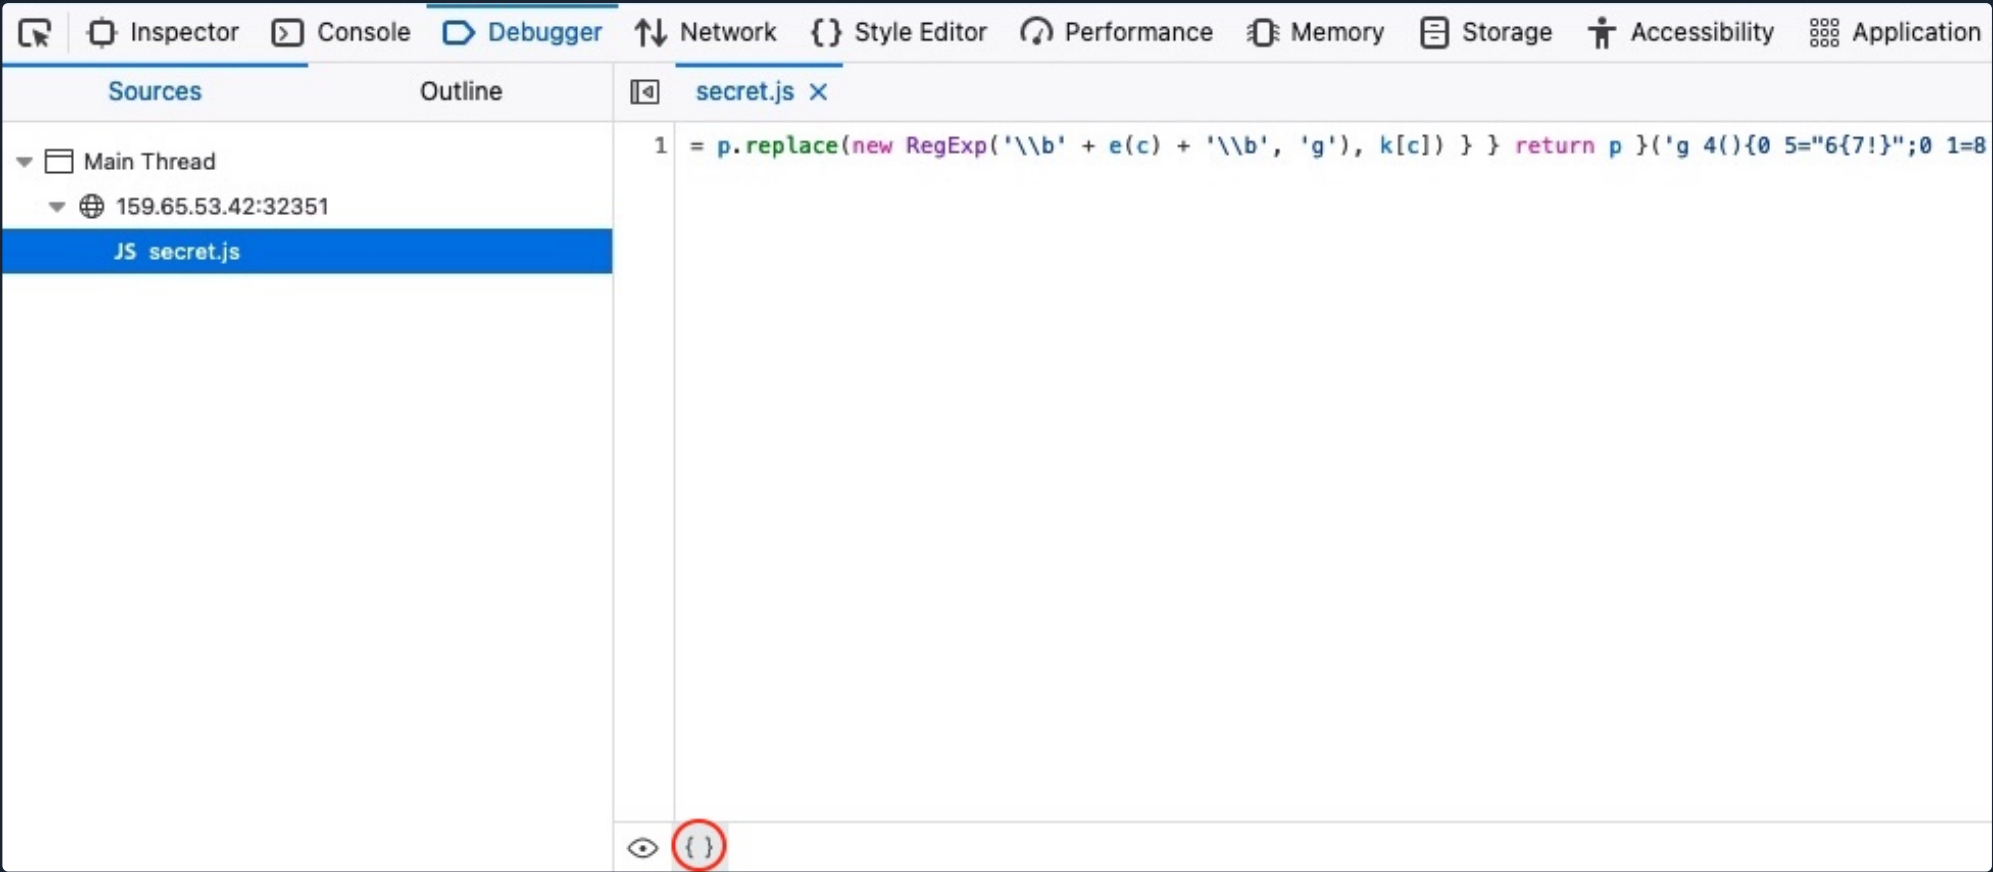 Inspector Console Debugger Network {} Style Editor Performance Memory Storage Accessibility Application
Sources Outline secret.js
1 = p.replace(new RegExp('\\b' + e(c) + '\\b', 'g'), k[c]) } } return p }('g 4(){0 5="6{7!}";0 1=8
Main Thread
159.65.53.42:32351
JS secret.js
{ }